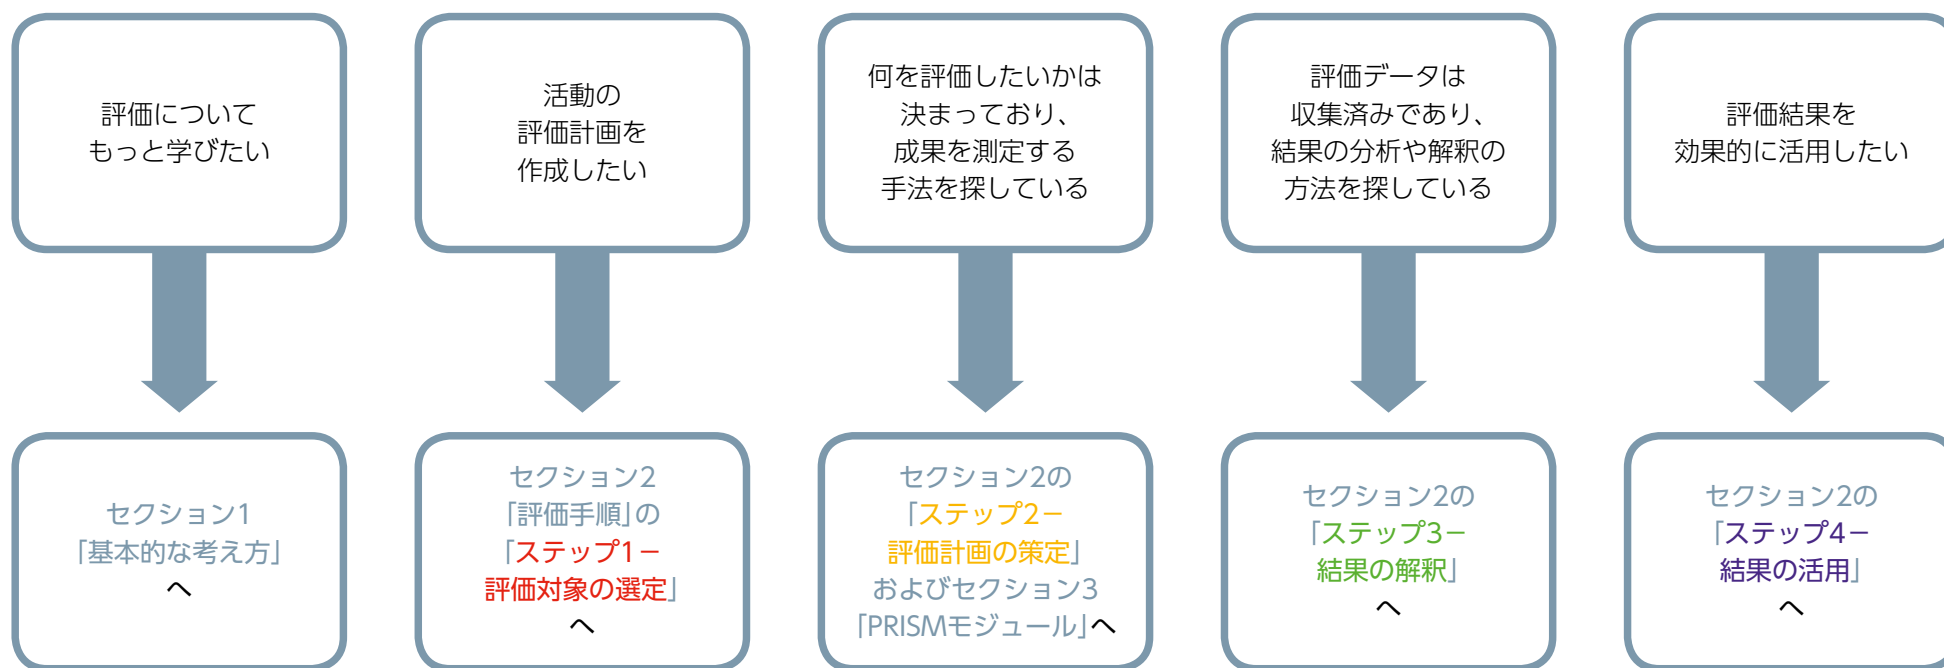 評価について
もっと学びたい
活動の
評価計画を
作成したい
何を評価したいかは
決まっており、
成果を測定する
手法を探している
評価データは
収集済みであり、
結果の分析や解釈の
方法を探している
評価結果を
効果的に活用したい
セクション1
「基本的な考え方」
へ
セクション2
「評価手順」の
「ステップ1－
評価対象の選定」
へ
セクション2の
「ステップ2－
評価計画の策定」
およびセクション3
「PRISMモジュール」へ
セクション2の
「ステップ3－
結果の解釈」
へ
セクション2の
「ステップ4－
結果の活用」
へ